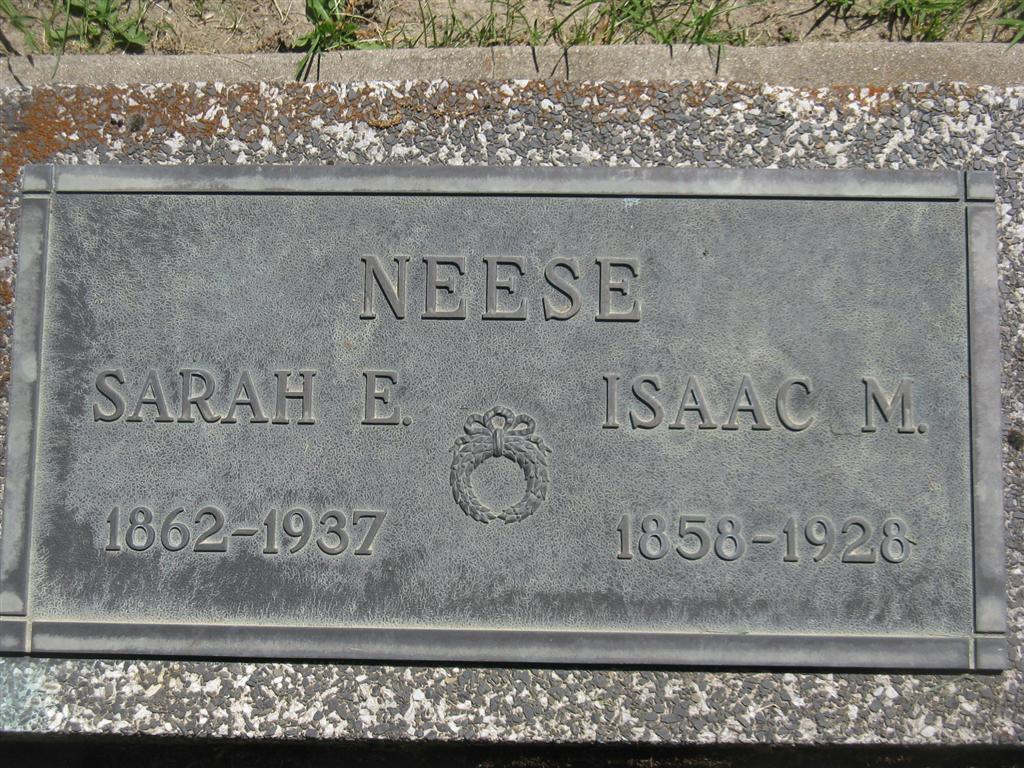 NEESE
SARAH E. ISAAC M.
1862-1937 1858-1928